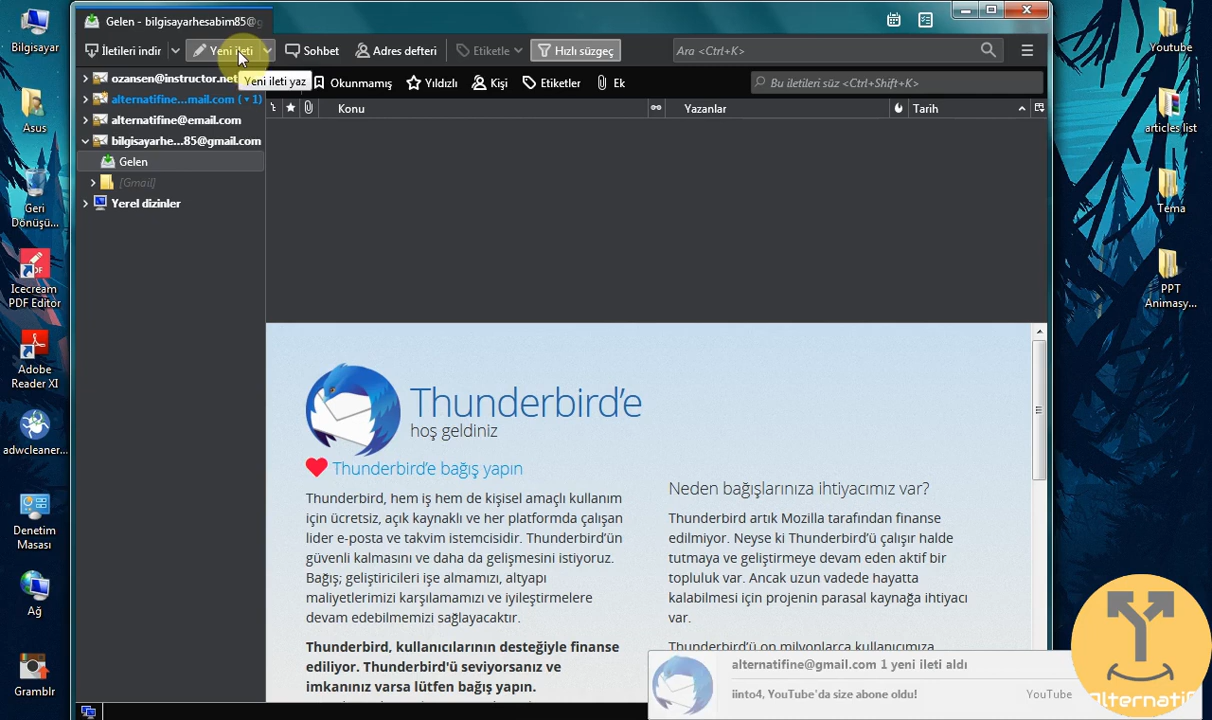 Bilgisayar
Asus
Geri
Dönüşü...
Icecream
PDF Editor
Adobe
Reader XI
adwcleaner...
Denetim
Masası
Ağ
Gramblr
Gelen - bilgisayarhesabim85@g
İletileri indir
Yeni ileti
Sohbet
Adres defteri
Etiketle
Hızlı süzgeç
Ara <Ctrl+K>
Yeni ileti yaz
Okunmamış
Yıldızlı
Kişi
Etiketler
Ek
Bu iletileri süz <Ctrl+Shift+K>
ozansen@instructor.net
alternatifine...mail.com ( 1)
alternatifine@email.com
bilgisayarhe...85@gmail.com
Gelen
[Gmail]
Yerel dizinler
Konu
Yazarlar
Tarih
Thunderbird’e
hoş geldiniz
Thunderbird’e bağış yapın
Thunderbird, hem iş hem de kişisel amaçlı kullanım
için ücretsiz, açık kaynaklı ve her platformda çalışan
lider e-posta ve takvim istemcisidir. Thunderbird’ün
güvenli kalmasını ve daha da gelişmesini istiyoruz.
Bağış; geliştiricileri işe almamızı, altyapı
maliyetlerimizi karşılamamızı ve iyileştirmelere
devam edebilmemizi sağlayacaktır.
Thunderbird, kullanıcılarının desteğiyle finanse
ediliyor. Thunderbird'ü seviyorsanız ve
imkanınız varsa lütfen bağış yapın.
Neden bağışlarınıza ihtiyacımız var?
Thunderbird artık Mozilla tarafından finanse
edilmiyor. Neyse ki Thunderbird’ü çalışır halde
tutmaya ve geliştirmeye devam eden aktif bir
topluluk var. Ancak uzun vadede hayatta
kalabilmesi için projenin parasal kaynağa ihtiyacı
var.
Thunderbird’ü on milyonlarca kullanıcımıza
alternatifine@gmail.com 1 yeni ileti aldı
iinto4, YouTube'da size abone oldu!
YouTube
Youtube
articles list
Tema
PPT
Animasy...